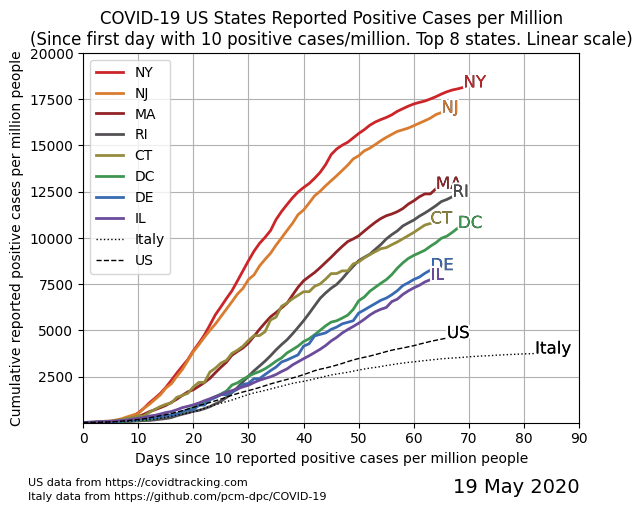 COVID-19 US States Reported Positive Cases per Million
(Since first day with 10 positive cases/million. Top 8 states. Linear scale)
Cumulative reported positive cases per million people
20000
17500
15000
12500
10000
7500
5000
2500
NY
NJ
MA
RI
CT
DC
DE
IL
Italy
US
NY
NJ
MA
RI
CT
DC
DE
IL
US
Italy
0 10 20 30 40 50 60 70 80 90
Days since 10 reported positive cases per million people
US data from https://covidtracking.com
Italy data from https://github.com/pcm-dpc/COVID-19
19 May 2020